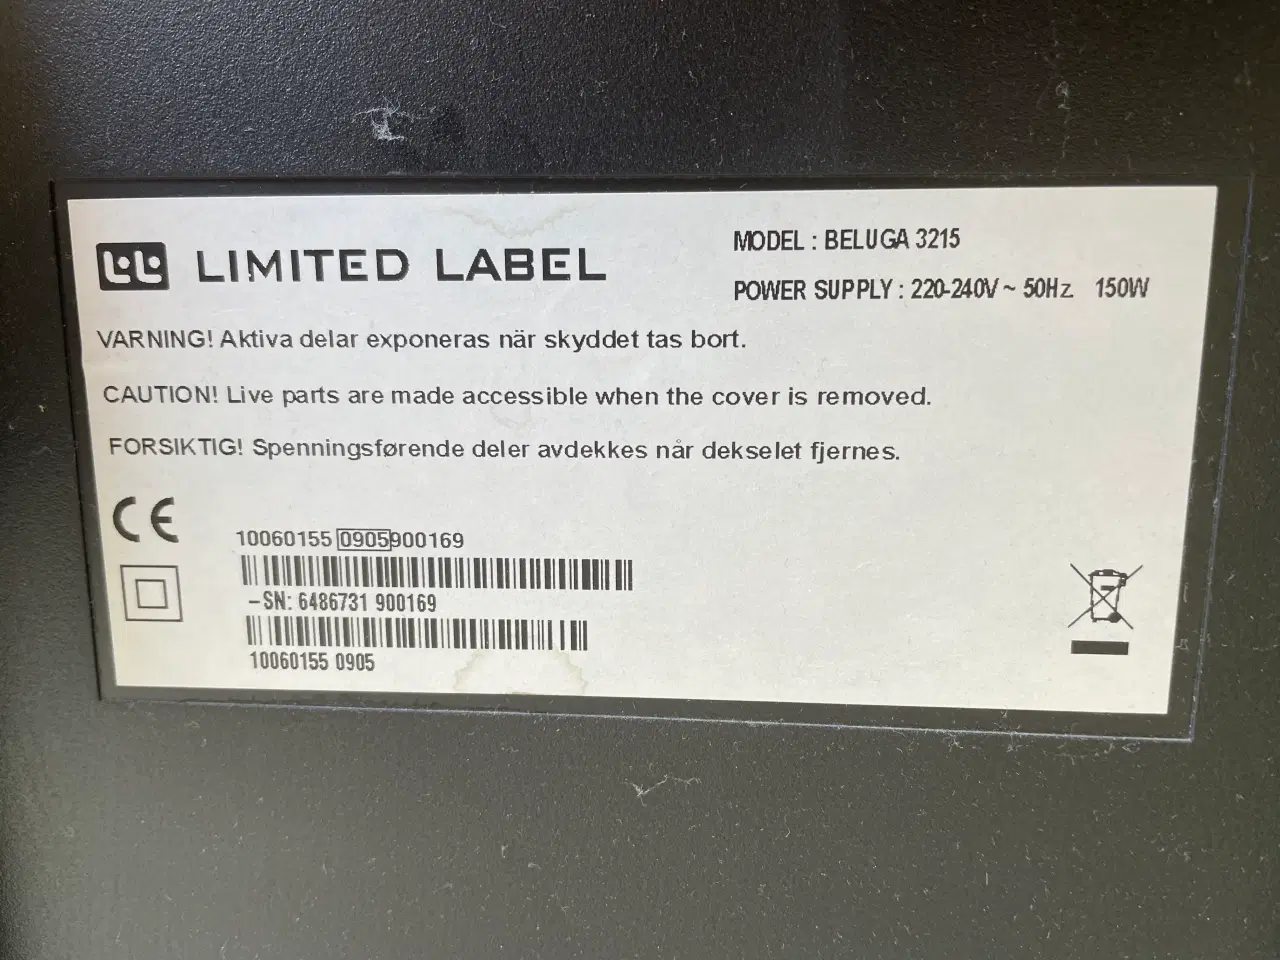 LIMITED LABEL
MODEL : BELUGA 3215
POWER SUPPLY : 220-240V ~ 50Hz 150W
VARNING! Aktiva delar exponeras när skyddet tas bort.
CAUTION! Live parts are made accessible when the cover is removed.
FORSIKTIG! Spenningsførende deler avdekkes når dekselet fjernes.
CE
10060155 0905 900169
-SN: 6486731 900169
10060155 0905